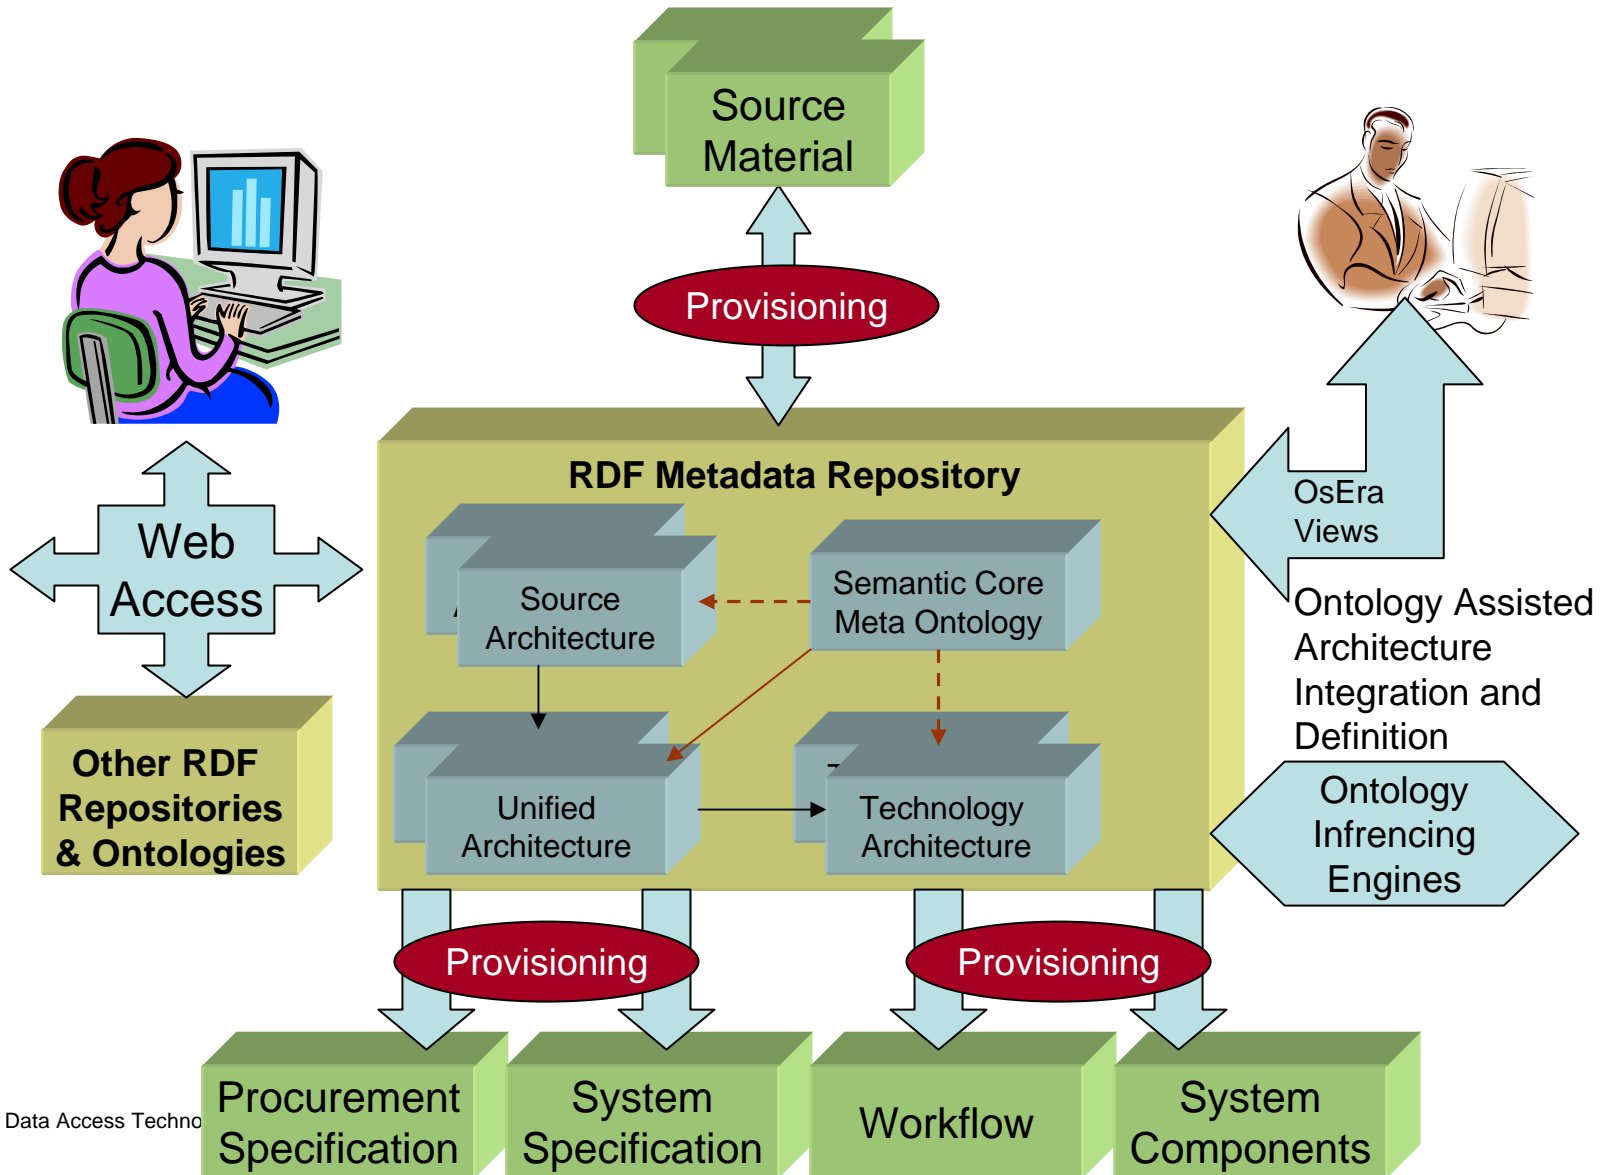 Source
Material
Provisioning
RDF Metadata Repository
OsEra
Views
Web
Access
Source
Architecture
Semantic Core
Meta Ontology
Ontology Assisted
Architecture
Integration and
Definition
Other RDF
Repositories
& Ontologies
Unified
Architecture
Technology
Architecture
Ontology
Infrencing
Engines
Provisioning
Provisioning
Procurement
Specification
System
Specification
Workflow
System
Components
Data Access Techno